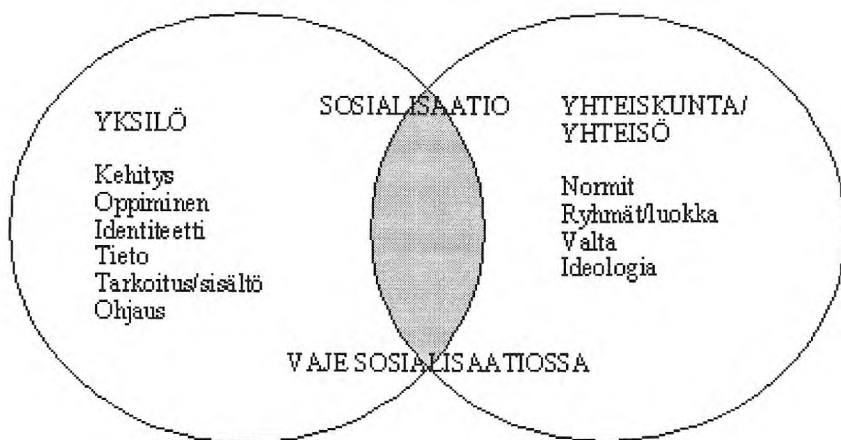 YKSILÖ
Kehitys
Oppiminen
Identiteetti
Tieto
Tarkoitus/sisältö
Ohjaus
SOSIALISAATIO
VAJE SOSIALISAATIOSSA
YHTEISKUNTA/
YHTEISÖ
Normit
Ryhmät/luokka
Valta
Ideologia